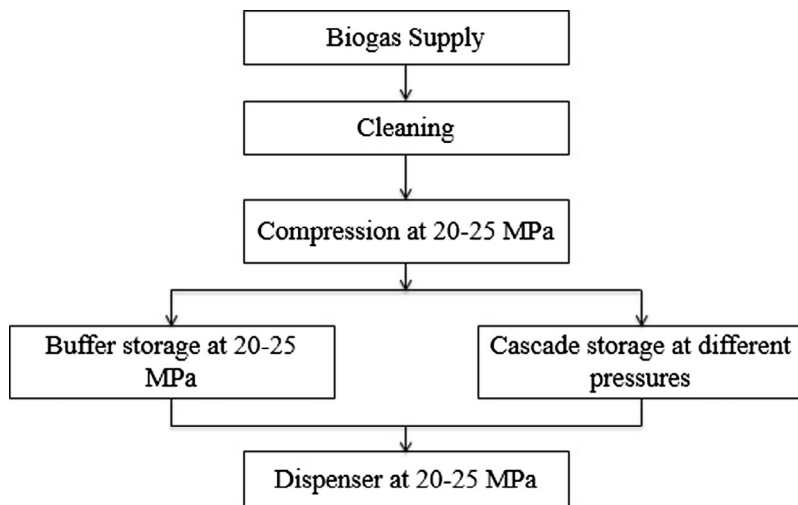 Biogas Supply
Cleaning
Compression at 20-25 MPa
Buffer storage at 20-25
MPa
Cascade storage at different
pressures
Dispenser at 20-25 MPa